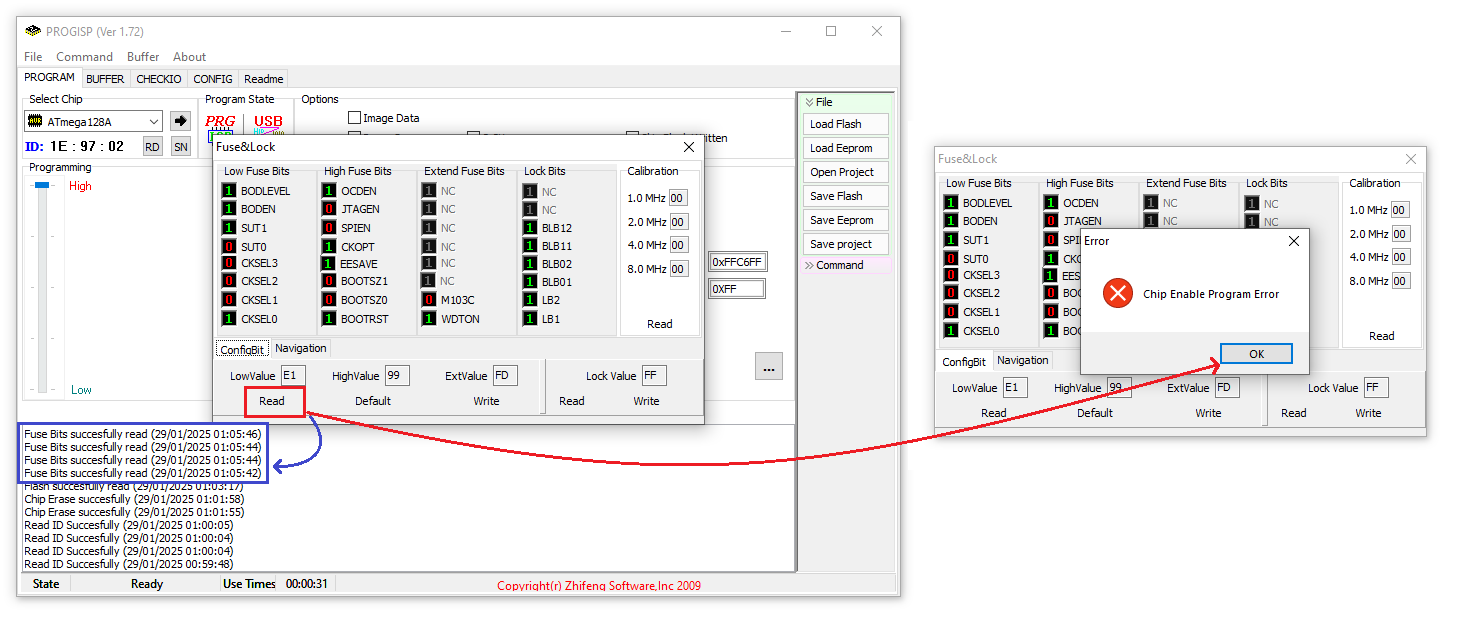 PROGISP (Ver 1.72)
File Command Buffer About
PROGRAM BUFFER CHECKIO CONFIG Readme
Select Chip
ATmega128A
ID: 1E : 97 : 02 RD SN
Program State
PRG USB
Options
Image Data
Programming
High
Low
Fuse&Lock
Low Fuse Bits High Fuse Bits Extend Fuse Bits Lock Bits
1 BODLEVEL 1 OCDEN 1 NC 1 NC
1 BODEN 0 JTAGEN 1 NC 1 NC
1 SUT1 0 SPIEN 1 NC 1 BLB12
0 SUT0 1 CKOPT 1 NC 1 BLB11
0 CKSEL3 1 EESAVE 1 NC 1 BLB02
0 CKSEL2 0 BOOTSZ1 1 NC 1 BLB01
0 CKSEL1 0 BOOTSZ0 0 M103C 1 LB2
1 CKSEL0 1 BOOTRST 1 WDTON 1 LB1
Calibration
1.0 MHz 00
2.0 MHz 00
4.0 MHz 00
8.0 MHz 00
Read
ConfigBit Navigation
LowValue E1 HighValue 99 ExtValue FD Lock Value FF
Read Default Write Read Write
0xFFC6FF
0XFF
...
File
Load Flash
Load Eeprom
Open Project
Save Flash
Save Eeprom
Save project
Command
Fuse Bits succesfully read (29/01/2025 01:05:46)
Fuse Bits succesfully read (29/01/2025 01:05:44)
Fuse Bits succesfully read (29/01/2025 01:05:44)
Fuse Bits succesfully read (29/01/2025 01:05:42)
Flash succesfully read (29/01/2025 01:03:17)
Chip Erase succesfully (29/01/2025 01:01:58)
Chip Erase succesfully (29/01/2025 01:01:55)
Read ID Succesfully (29/01/2025 01:00:05)
Read ID Succesfully (29/01/2025 01:00:04)
Read ID Succesfully (29/01/2025 01:00:04)
Read ID Succesfully (29/01/2025 00:59:48)
State Ready Use Times 00:00:31 Copyright(r) Zhifeng Software,Inc 2009
Fuse&Lock
Low Fuse Bits High Fuse Bits Extend Fuse Bits Lock Bits
1 BODLEVEL 1 OCDEN 1 NC 1 NC
1 BODEN 0 JTAGEN 1 NC 1 NC
1 SUT1 0
0 SUT0 1
0 CKSEL3 1
0 CKSEL2 0
0 CKSEL1 0
1 CKSEL0 1
Calibration
1.0 MHz 00
2.0 MHz 00
4.0 MHz 00
8.0 MHz 00
Read
Error
Chip Enable Program Error
OK
ConfigBit Navigation
LowValue E1 HighValue 99 ExtValue FD Lock Value FF
Read Default Write Read Write